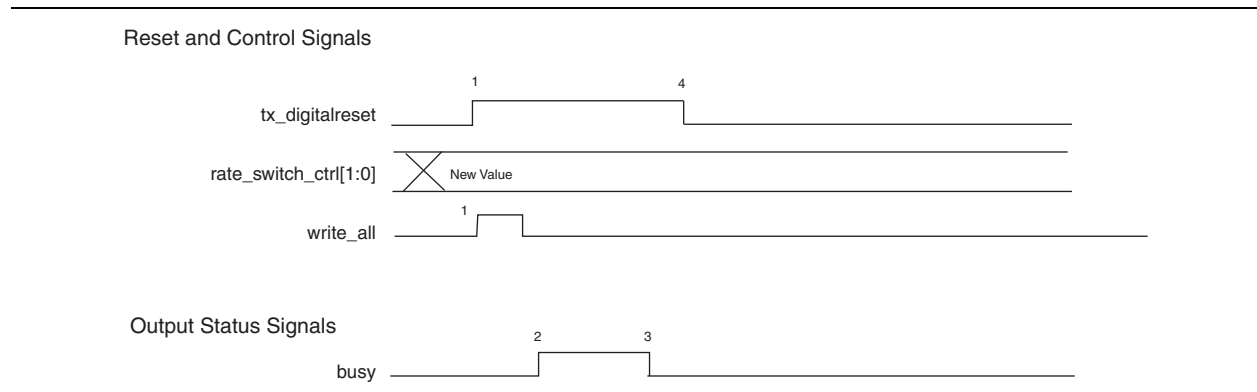 Reset and Control Signals
1 4
tx_digitalreset
rate_switch_ctrl[1:0] New Value
1
write_all
Output Status Signals
2 3
busy